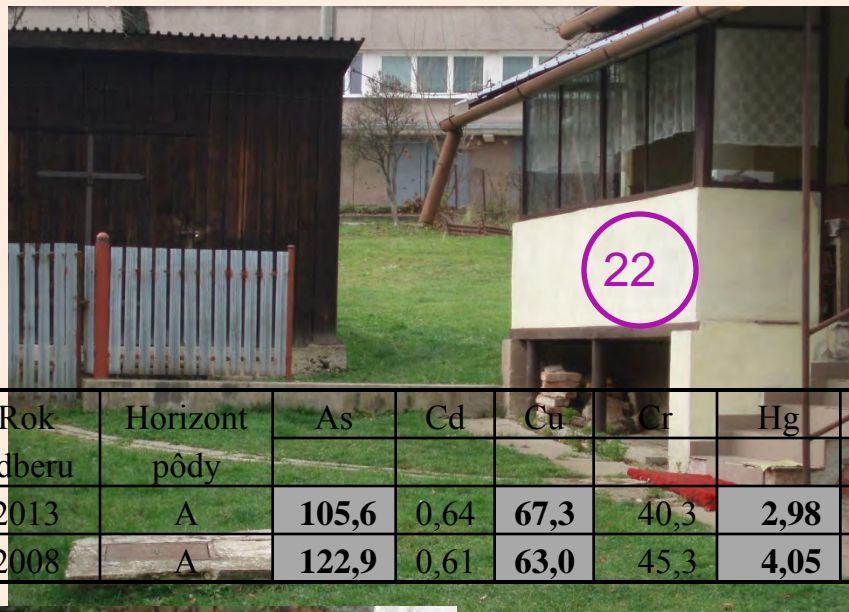 22
Rok Horizont As Cd Cu Cr Hg
dberu pôdy
2013 A 105,6 0,64 67,3 40,3 2,98
2008 A 122,9 0,61 63,0 45,3 4,05